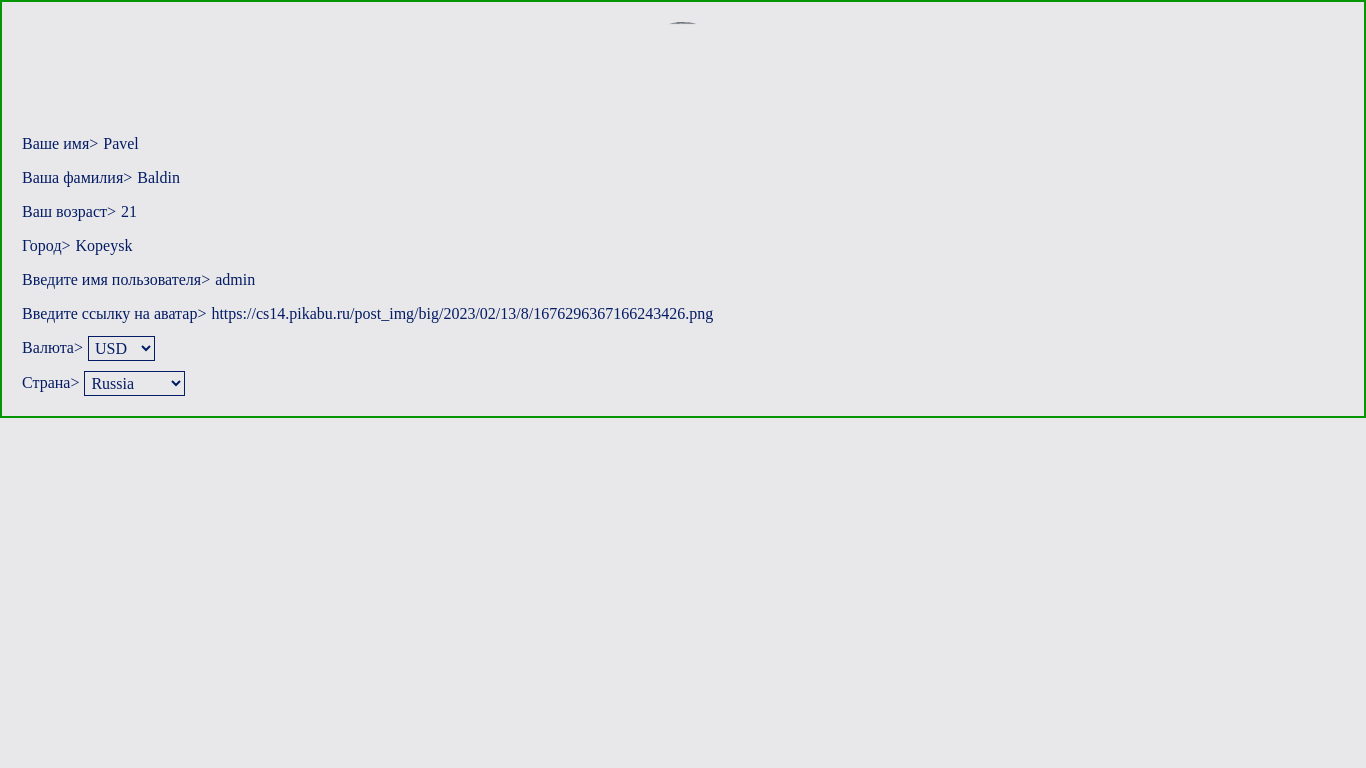 Ваше имя> Pavel
Ваша фамилия> Baldin
Ваш возраст> 21
Город> Kopeysk
Введите имя пользователя> admin
Введите ссылку на аватар> https://cs14.pikabu.ru/post_img/big/2023/02/13/8/1676296367166243426.png
Валюта> USD
Страна> Russia